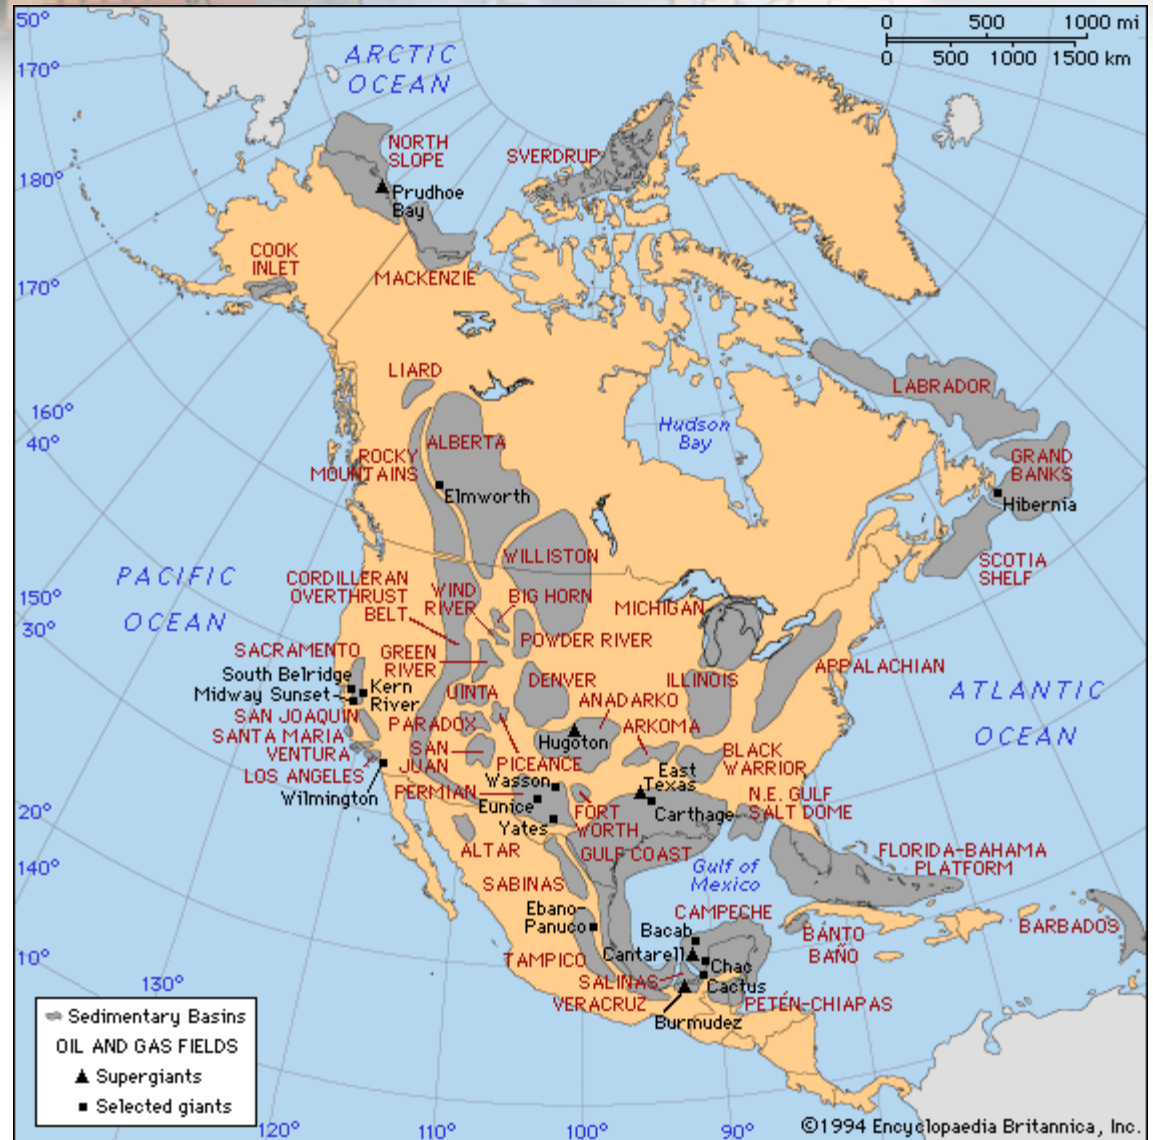 50°
170°
180°
170°
160°
40°
150°
30°
20°
140°
10°
130°
120°
110°
100°
90°
0 500 1000 mi
0 500 1000 1500 km
ARCTIC
OCEAN
NORTH
SLOPE
Prudhoe
Bay
SVERDRUP
COOK
INLET
MACKENZIE
LIARD
ALBERTA
ROCKY
MOUNTAINS
Elmworth
Hudson
Bay
LABRADOR
GRAND
BANKS
Hibernia
SCOTIA
SHELF
WILLISTON
PACIFIC
OCEAN
CORDILLERAN
OVERTHRUST
BELT
WIND
RIVER
BIG HORN
MICHIGAN
POWDER RIVER
SACRAMENTO
GREEN
RIVER
South Belridge
Midway Sunset
Kern
River
UINTA
DENVER
ILLINOIS
APPALACHIAN
ATLANTIC
OCEAN
ANADARKO
SAN JOAQUIN
PARADOX
ARKOMA
SANTA MARIA
VENTURA
SAN
JUAN
Hugoton
PICEANCE
BLACK
WARRIOR
LOS ANGELES
Wilmington
PERMIAN
Wasson
Eunice
Yates
East
Texas
Carthage
N.E. GULF
SALT DOME
FORT
WORTH
ALTAR
GULF COAST
FLORIDA-BAHAMA
PLATFORM
Gulf of
Mexico
SABINAS
Ebano-
Panuco
CAMPECHE
BARBADOS
Bacab
BANTO
BAÑO
TAMPICO
Cantarell
Chac
SALINAS
Cactus
VERACRUZ
PETÉN-CHIAPAS
Burmudez
Sedimentary Basins
OIL AND GAS FIELDS
Supergiants
Selected giants
©1994 Encyclopaedia Britannica, Inc.